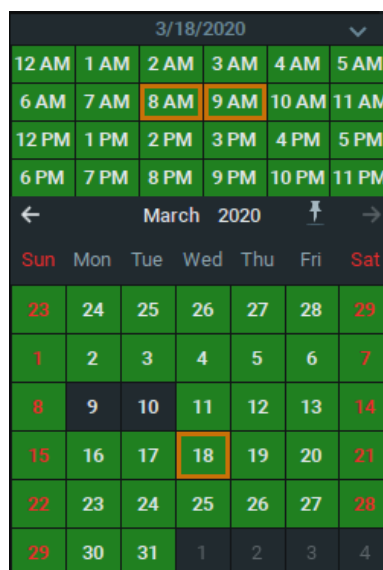 3/18/2020
12 AM 1 AM 2 AM 3 AM 4 AM 5 AM
6 AM 7 AM 8 AM 9 AM 10 AM 11 AM
12 PM 1 PM 2 PM 3 PM 4 PM 5 PM
6 PM 7 PM 8 PM 9 PM 10 PM 11 PM
March 2020
Sun Mon Tue Wed Thu Fri Sat
23 24 25 26 27 28 29
1 2 3 4 5 6 7
8 9 10 11 12 13 14
15 16 17 18 19 20 21
22 23 24 25 26 27 28
29 30 31 1 2 3 4